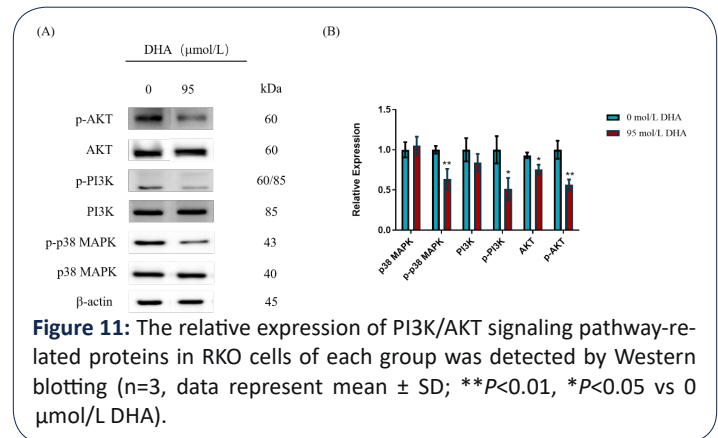 (A)
DHA (μmol/L)
0 95 kDa
p-AKT 60
AKT 60
p-PI3K 60/85
PI3K 85
p-p38 MAPK 43
p38 MAPK 40
β-actin 45
(B)
0 mol/L DHA
95 mol/L DHA
Relative Expression
1.5
1.0
0.5
0.0
** * * **
p38 MAPK p-p38 MAPK PI3K p-PI3K AKT p-AKT
Figure 11: The relative expression of PI3K/AKT signaling pathway-re-
lated proteins in RKO cells of each group was detected by Western
blotting (n=3, data represent mean ± SD; **P<0.01, *P<0.05 vs 0
μmol/L DHA).